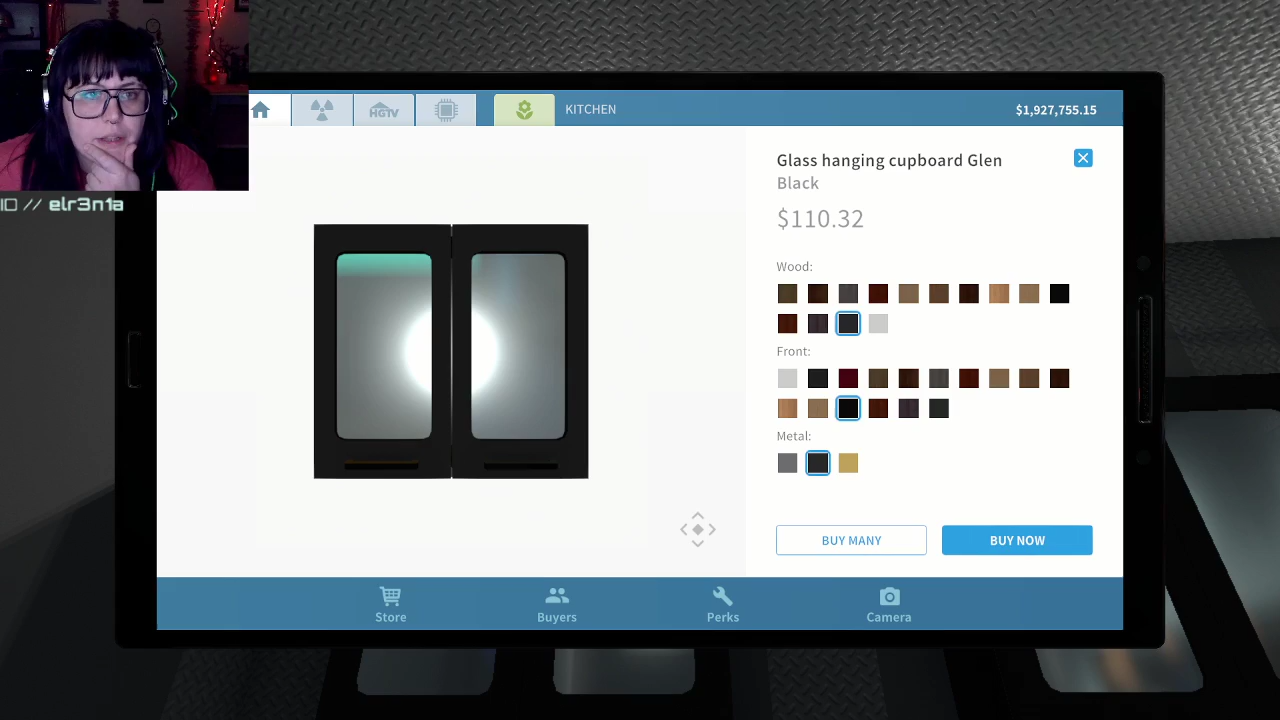 HGTV
KITCHEN
$1,927,755.15
Glass hanging cupboard Glen
Black
$110.32
ID // elr3n1a
Wood:
Front:
Metal:
BUY MANY
BUY NOW
Store
Buyers
Perks
Camera